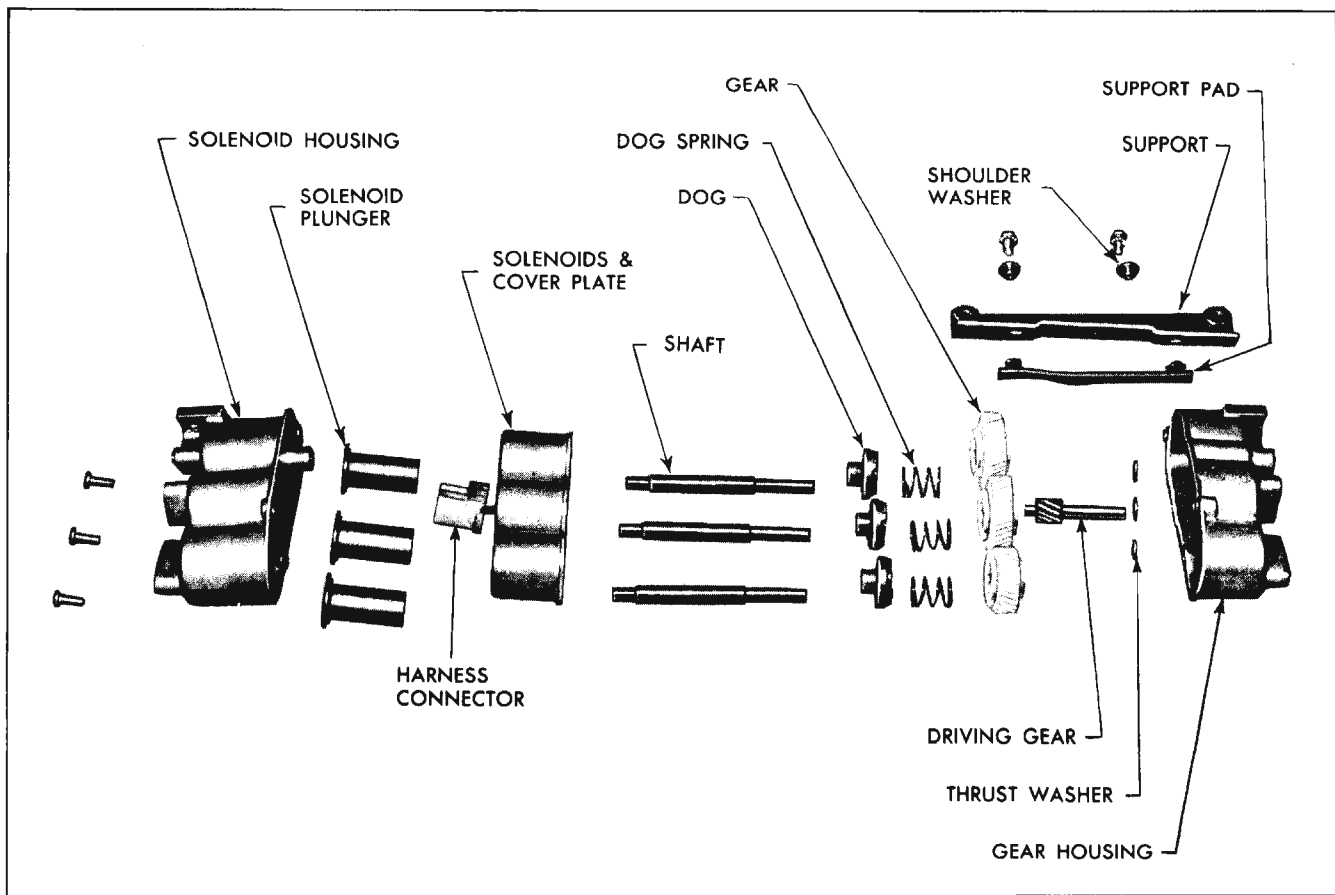 GEAR
SUPPORT PAD
SOLENOID HOUSING
DOG SPRING
SUPPORT
SOLENOID
PLUNGER
DOG
SHOULDER
WASHER
SOLENOIDS &
COVER PLATE
SHAFT
HARNESS
CONNECTOR
DRIVING GEAR
THRUST WASHER
GEAR HOUSING